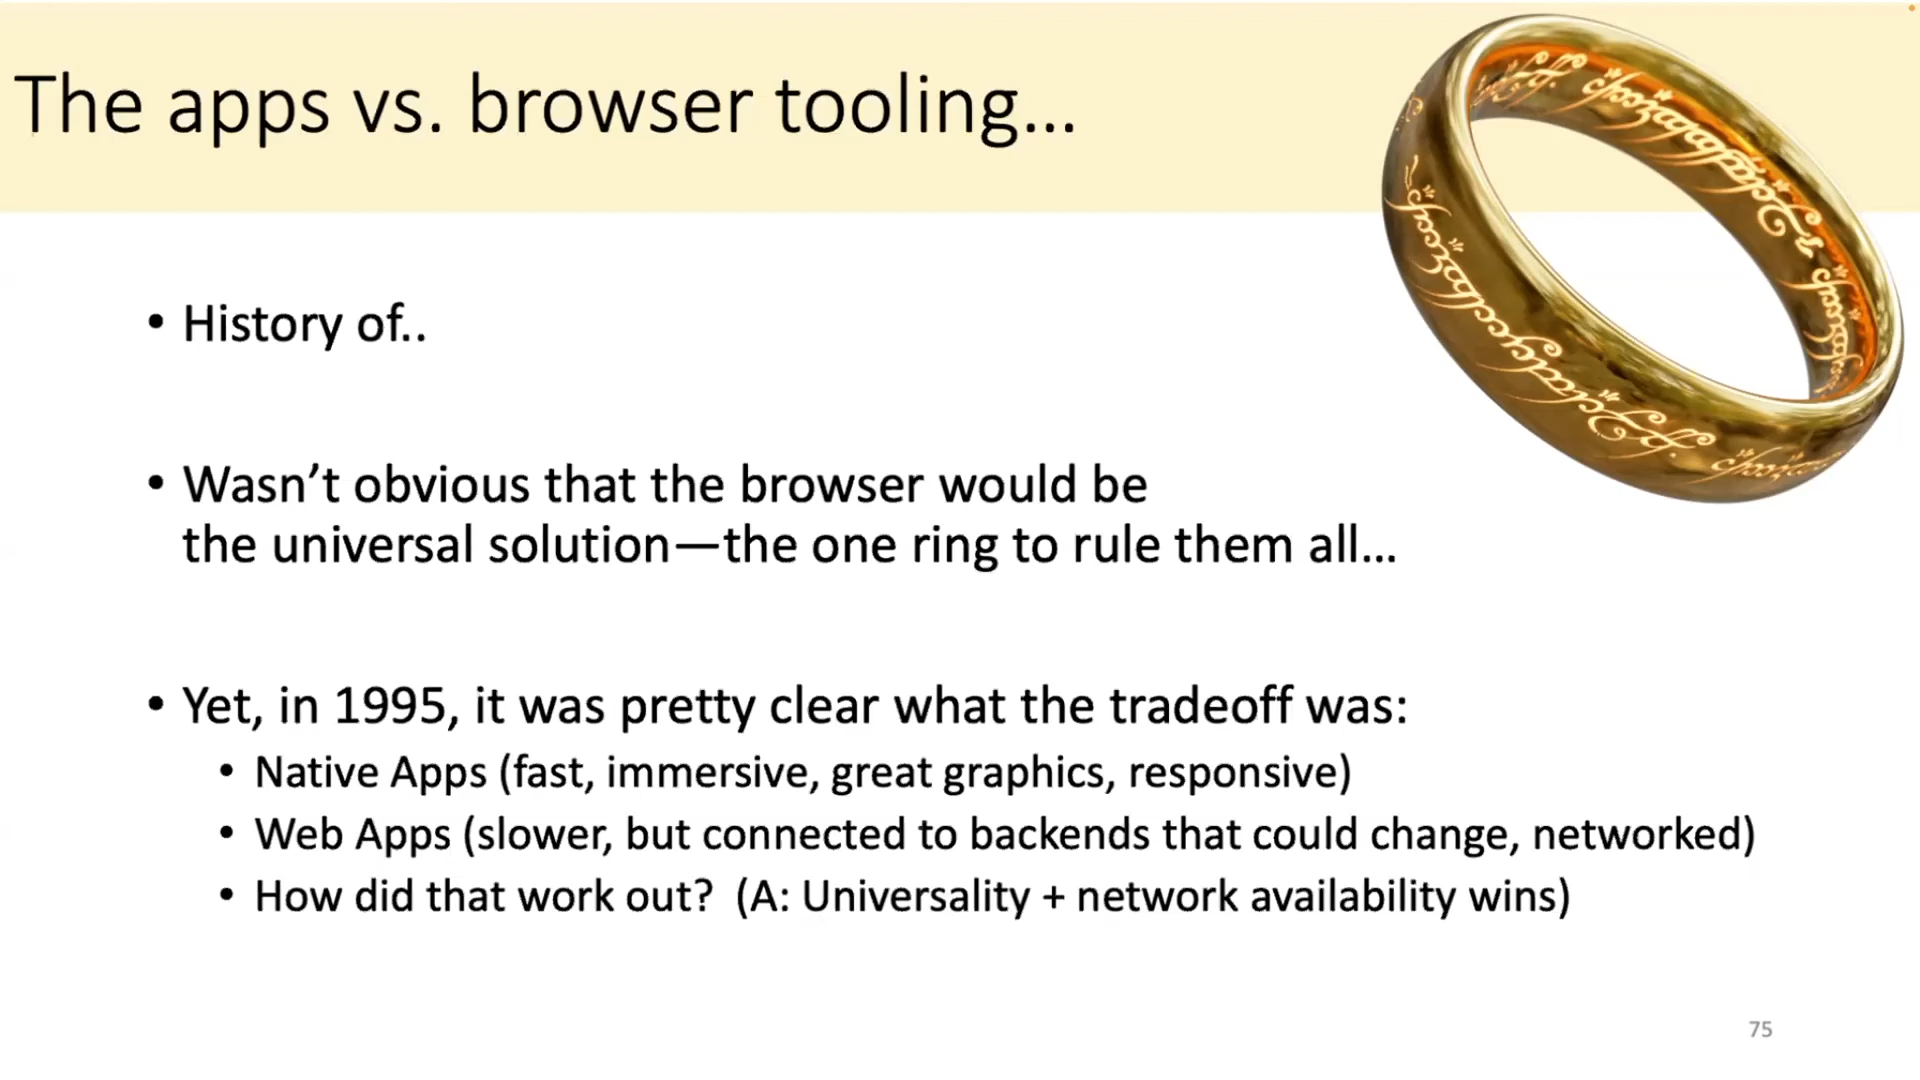 The apps vs. browser tooling...
• History of..
• Wasn’t obvious that the browser would be
the universal solution—the one ring to rule them all...
• Yet, in 1995, it was pretty clear what the tradeoff was:
• Native Apps (fast, immersive, great graphics, responsive)
• Web Apps (slower, but connected to backends that could change, networked)
• How did that work out? (A: Universality + network availability wins)
75